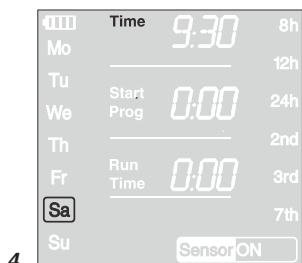 Time 9:30 8h
Mo
12h
Tu
Start
We Prog 0:00 24h
Th 2nd
Run
Fr Time 0:00 3rd
Sa 7th
Su Sensor ON
4